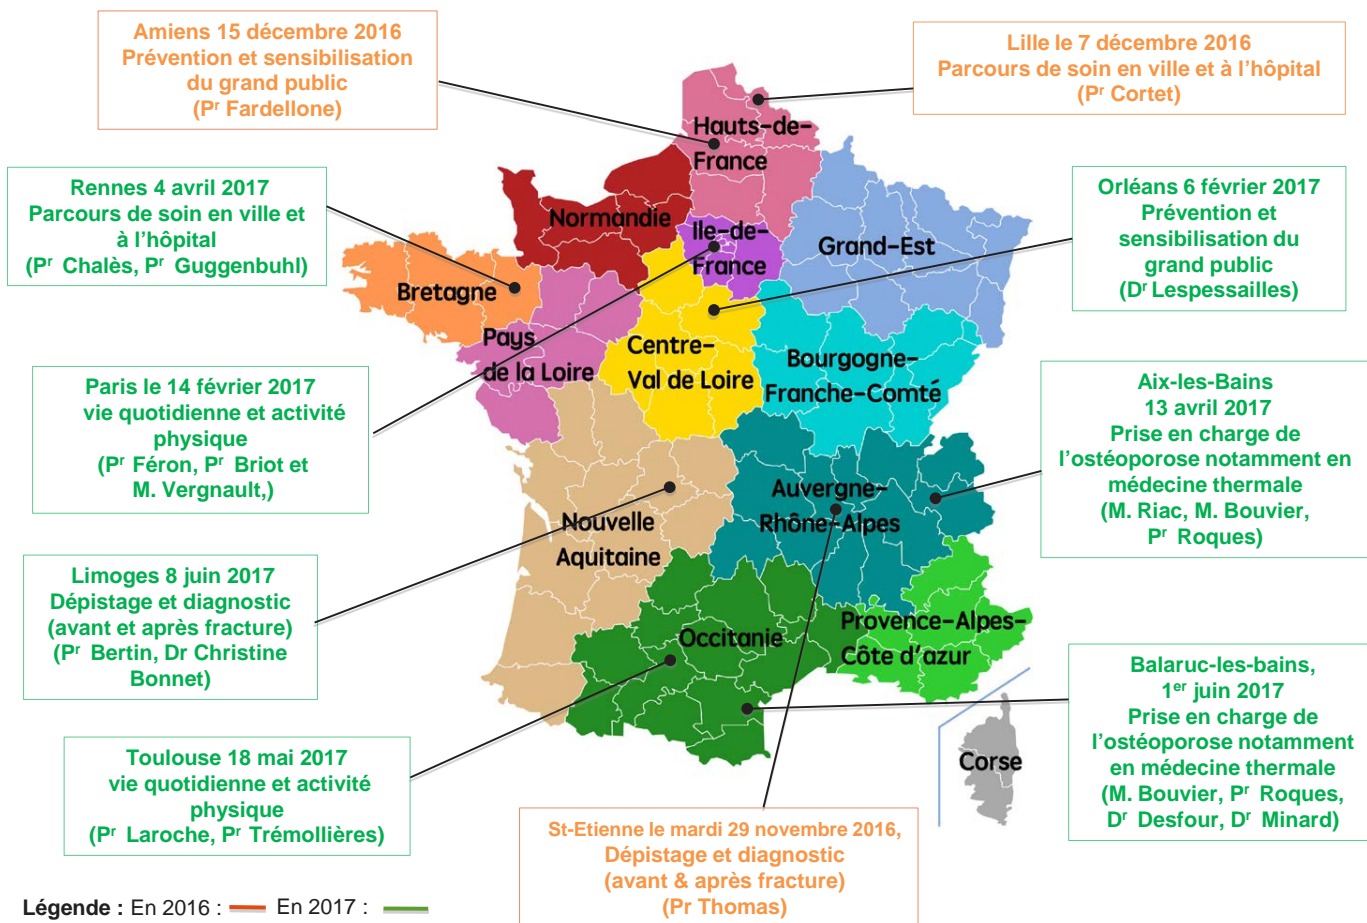 Amiens 15 décembre 2016
Prévention et sensibilisation
du grand public
(Pr Fardellone)
Lille le 7 décembre 2016
Parcours de soin en ville et à l’hôpital
(Pr Cortet)
Rennes 4 avril 2017
Parcours de soin en ville et
à l’hôpital
(Pr Chalès, Pr Guggenbuhl)
Orléans 6 février 2017
Prévention et
sensibilisation du
grand public
(Dr Lespessailles)
Paris le 14 février 2017
vie quotidienne et activité
physique
(Pr Féron, Pr Briot et
M. Vergnault,)
Aix-les-Bains
13 avril 2017
Prise en charge de
l’ostéoporose notamment en
médecine thermale
(M. Riac, M. Bouvier,
Pr Roques)
Limoges 8 juin 2017
Dépistage et diagnostic
(avant et après fracture)
(Pr Bertin, Dr Christine
Bonnet)
Balaruc-les-bains,
1er juin 2017
Prise en charge de
l’ostéoporose notamment
en médecine thermale
(M. Bouvier, Pr Roques,
Dr Desfour, Dr Minard)
Toulouse 18 mai 2017
vie quotidienne et activité
physique
(Pr Laroche, Pr Trémollières)
St-Etienne le mardi 29 novembre 2016,
Dépistage et diagnostic
(avant & après fracture)
(Pr Thomas)
Hauts-de-
France
Normandie
Ile-de-
France
Grand-Est
Bretagne
Pays
de la Loire
Centre-
Val de Loire
Bourgogne-
Franche-Comté
Nouvelle
Aquitaine
Auvergne-
Rhône-Alpes
Occitanie
Provence-Alpes-
Côte d’azur
Corse
Légende : En 2016 : En 2017 :